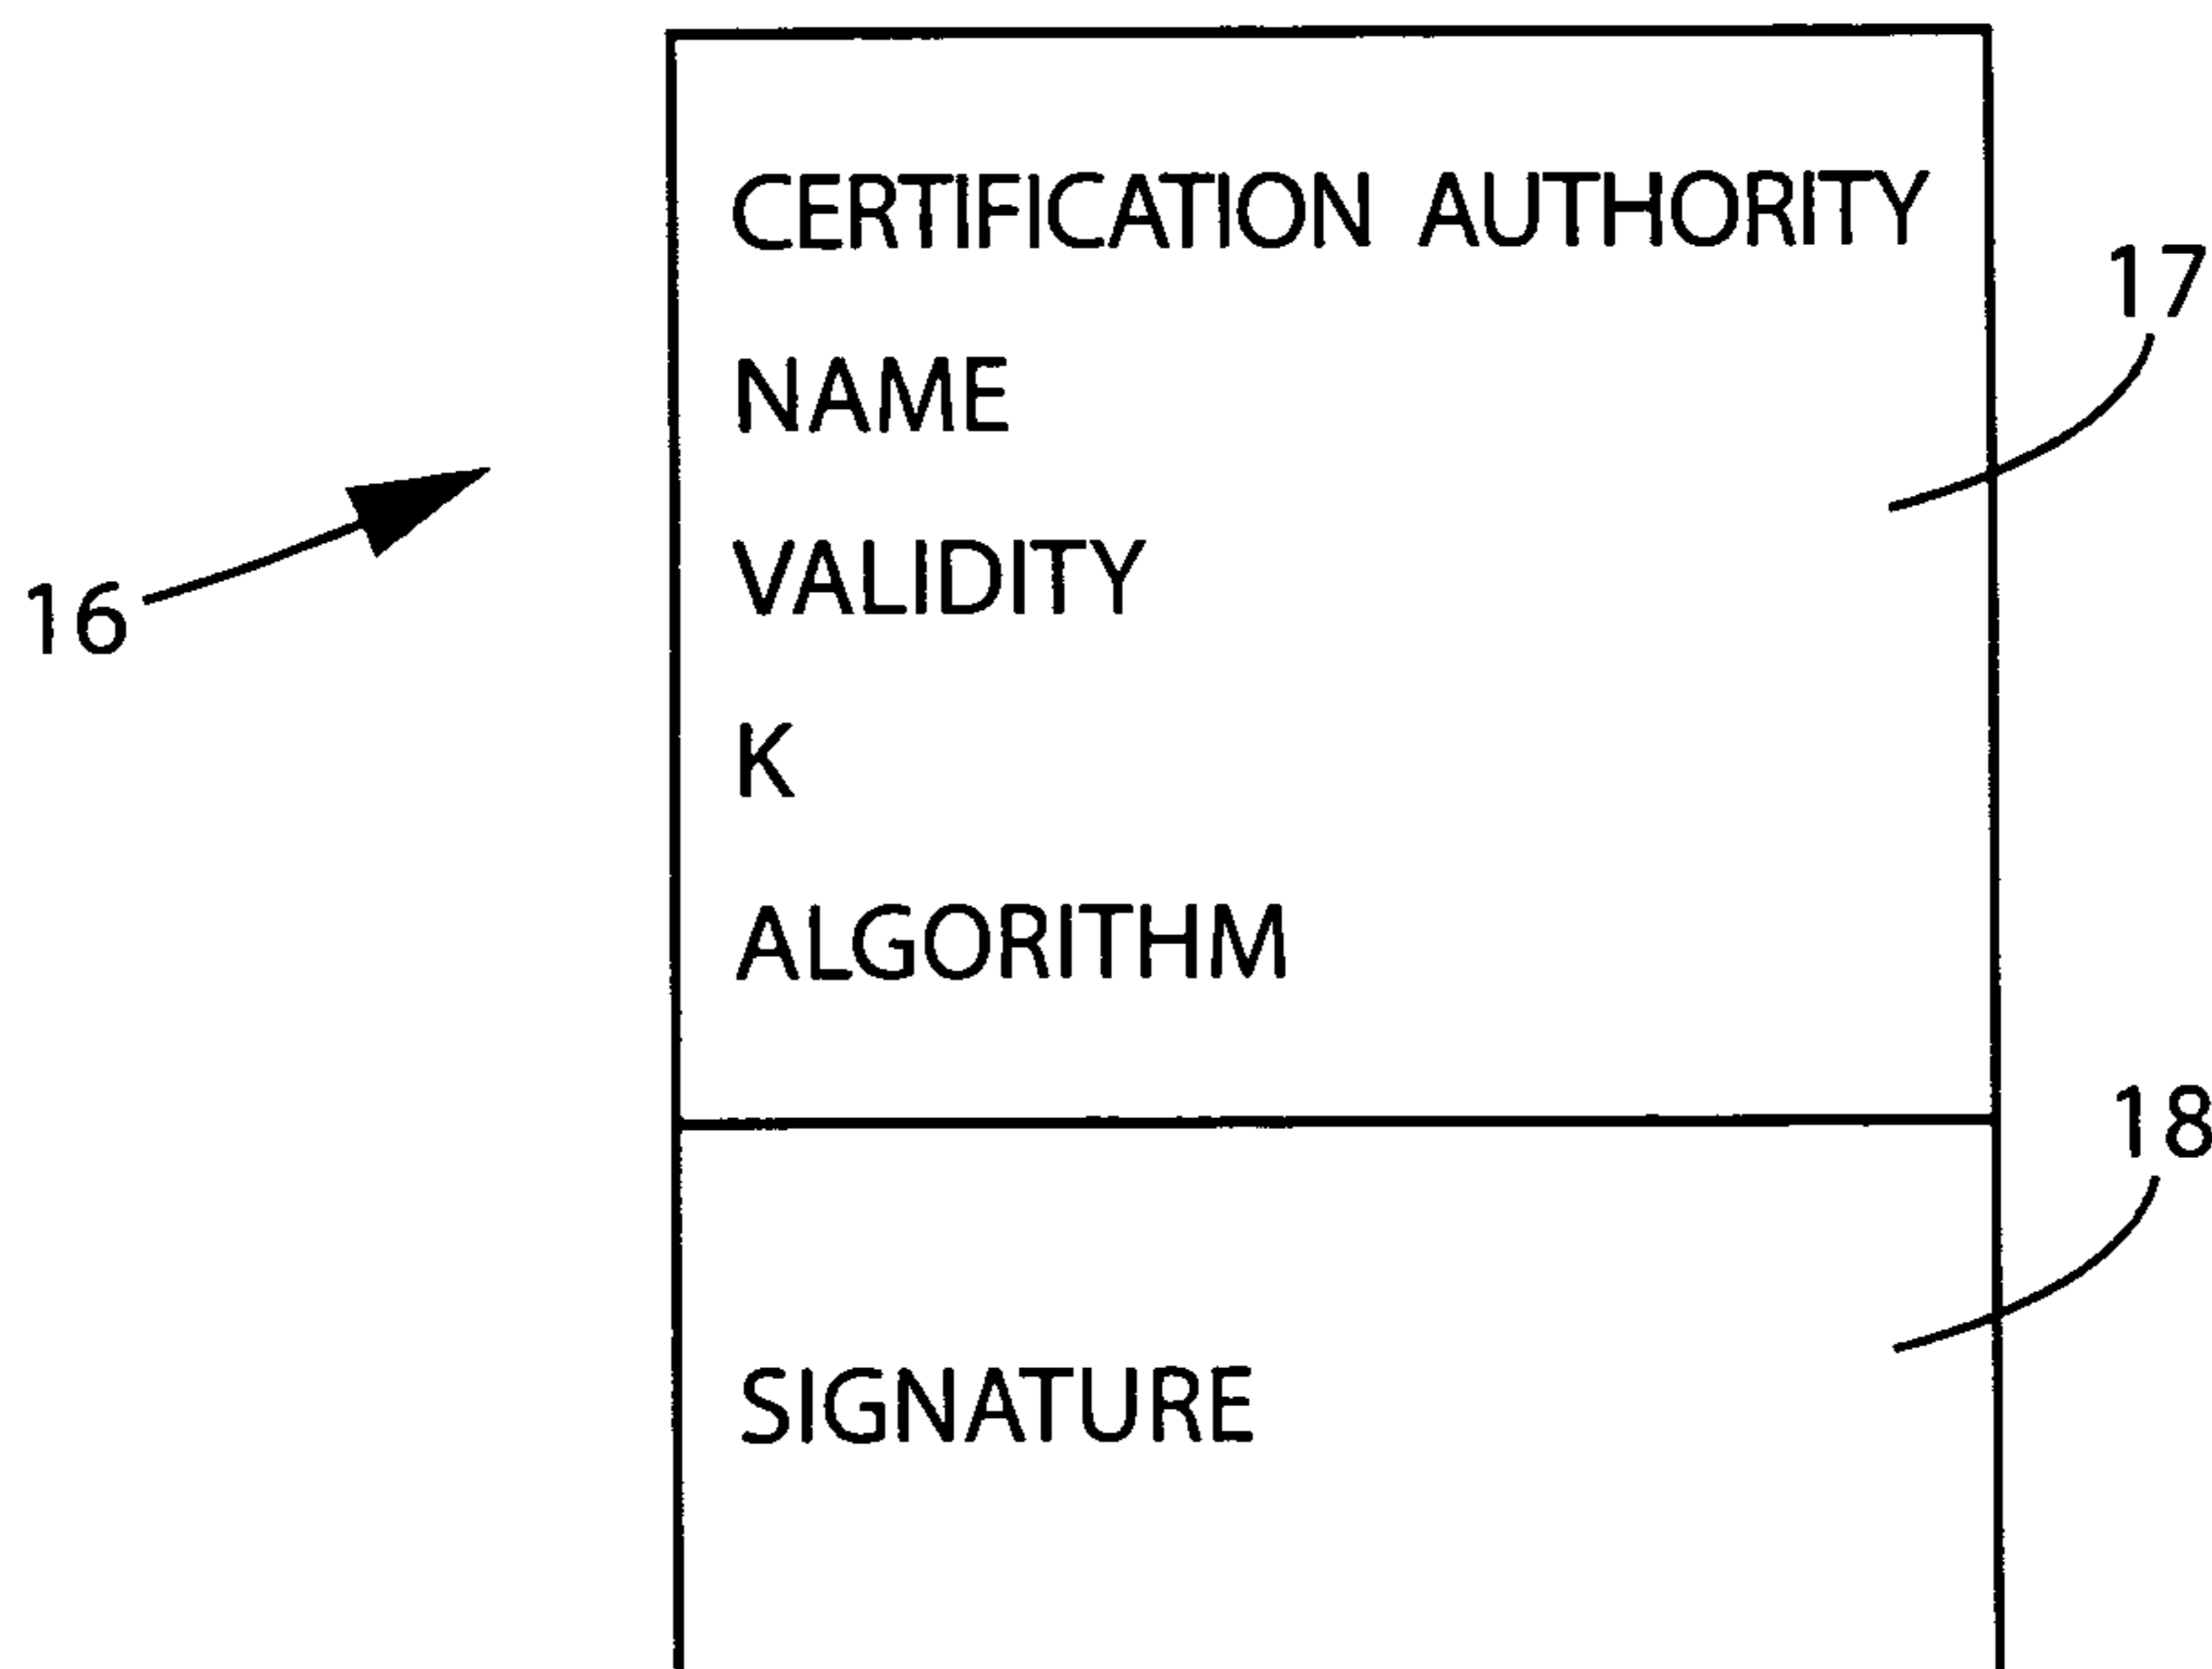 CERTIFICATION AUTHORITY
17
NAME
16
VALIDITY
K
ALGORITHM
18
SIGNATURE